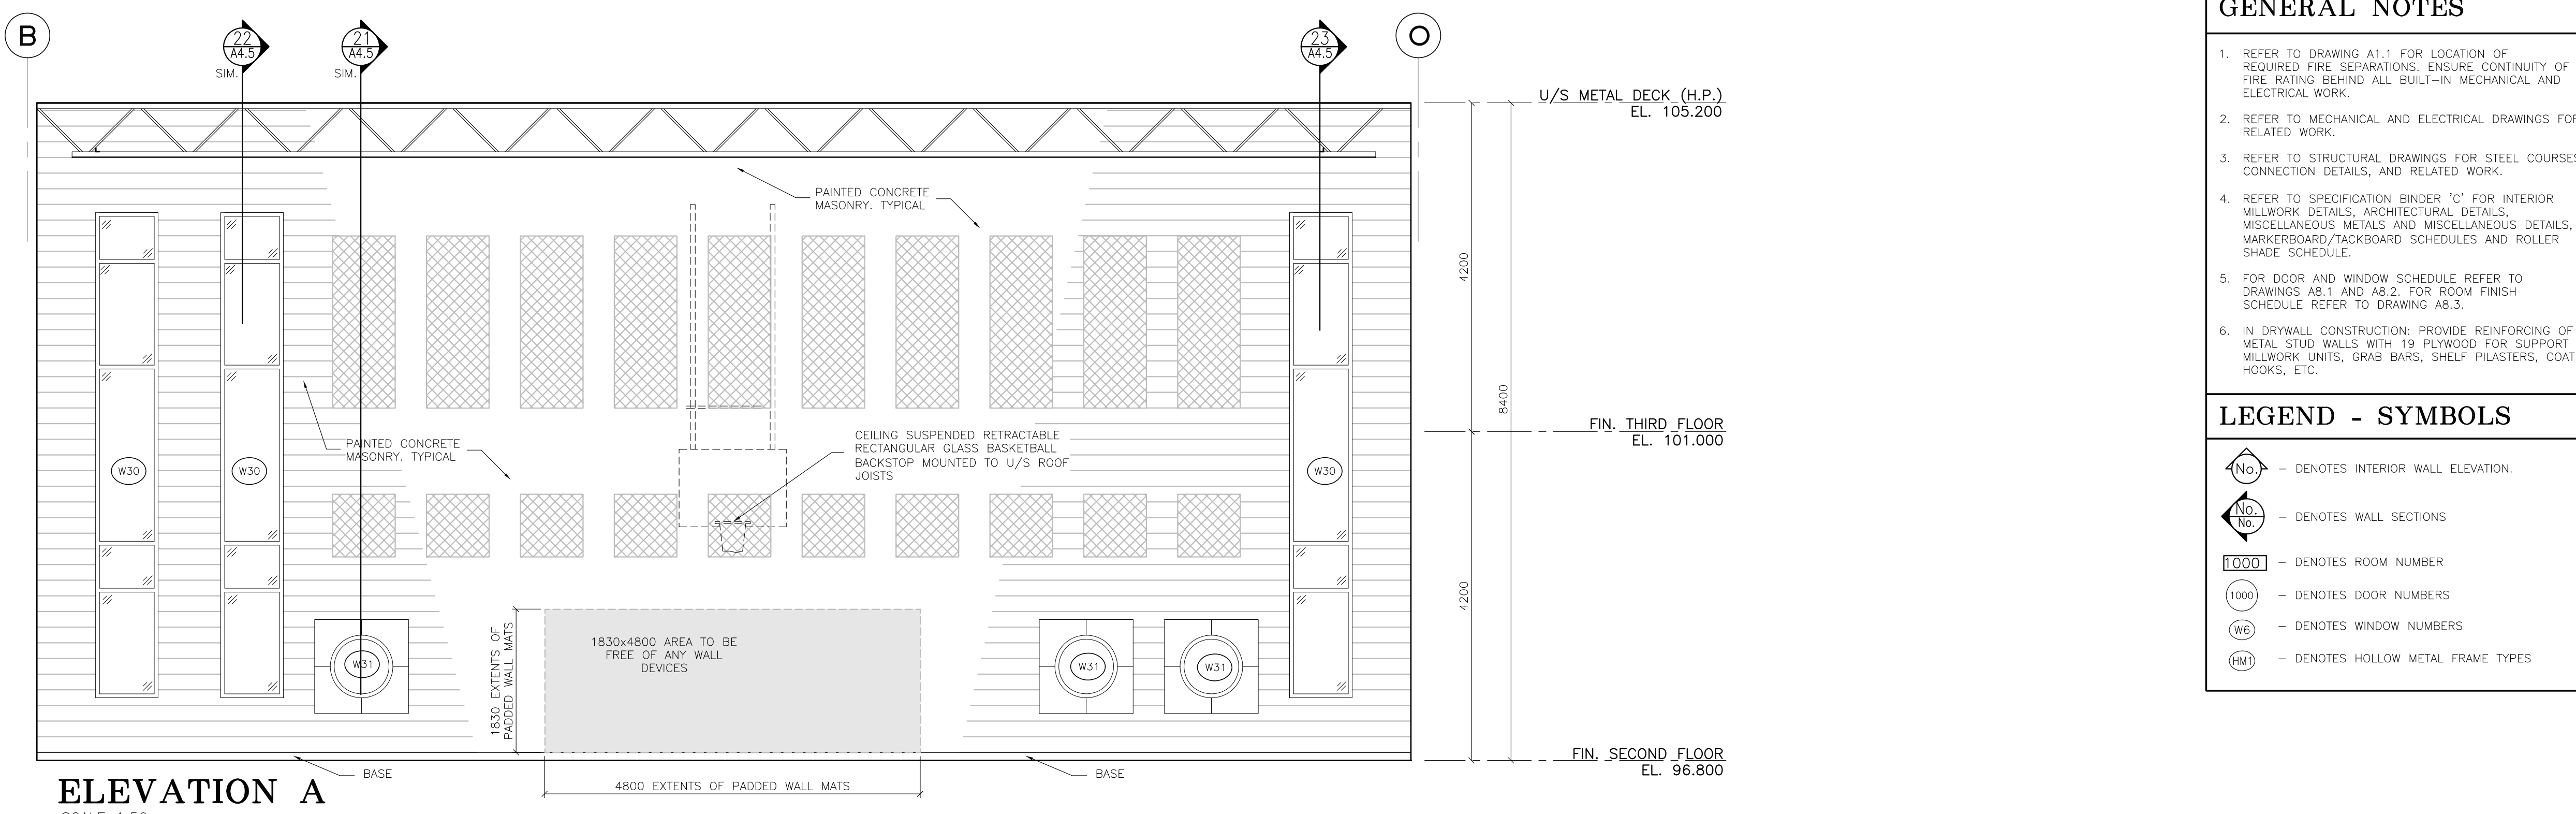 B
22
A4.5
SIM.
21
A4.5
SIM.
23
A4.5
O
U/S METAL DECK (H.P.)
EL. 105.200
PAINTED CONCRETE
MASONRY. TYPICAL
4200
8400
FIN. THIRD FLOOR
EL. 101.000
PAINTED CONCRETE
MASONRY. TYPICAL
CEILING SUSPENDED RETRACTABLE
RECTANGULAR GLASS BASKETBALL
BACKSTOP MOUNTED TO U/S ROOF
JOISTS
W30
W30
W30
4200
1830 EXTENTS OF
PADDED WALL MATS
1830x4800 AREA TO BE
FREE OF ANY WALL
DEVICES
W31
W31
W31
FIN. SECOND FLOOR
EL. 96.800
BASE
BASE
4800 EXTENTS OF PADDED WALL MATS
ELEVATION A
GENERAL NOTES
1. REFER TO DRAWING A1.1 FOR LOCATION OF
REQUIRED FIRE SEPARATIONS. ENSURE CONTINUITY OF
FIRE RATING BEHIND ALL BUILT-IN MECHANICAL AND
ELECTRICAL WORK.
2. REFER TO MECHANICAL AND ELECTRICAL DRAWINGS FOR
RELATED WORK.
3. REFER TO STRUCTURAL DRAWINGS FOR STEEL COURSES
CONNECTION DETAILS, AND RELATED WORK.
4. REFER TO SPECIFICATION BINDER 'C' FOR INTERIOR
MILLWORK DETAILS, ARCHITECTURAL DETAILS,
MISCELLANEOUS METALS AND MISCELLANEOUS DETAILS,
MARKERBOARD/TACKBOARD SCHEDULES AND ROLLER
SHADE SCHEDULE.
5. FOR DOOR AND WINDOW SCHEDULE REFER TO
DRAWINGS A8.1 AND A8.2. FOR ROOM FINISH
SCHEDULE REFER TO DRAWING A8.3.
6. IN DRYWALL CONSTRUCTION: PROVIDE REINFORCING OF
METAL STUD WALLS WITH 19 PLYWOOD FOR SUPPORT
MILLWORK UNITS, GRAB BARS, SHELF PILASTERS, COAT
HOOKS, ETC.
LEGEND - SYMBOLS
No. - DENOTES INTERIOR WALL ELEVATION.
No.
No. - DENOTES WALL SECTIONS
1000 - DENOTES ROOM NUMBER
1000 - DENOTES DOOR NUMBERS
W6 - DENOTES WINDOW NUMBERS
HM1 - DENOTES HOLLOW METAL FRAME TYPES